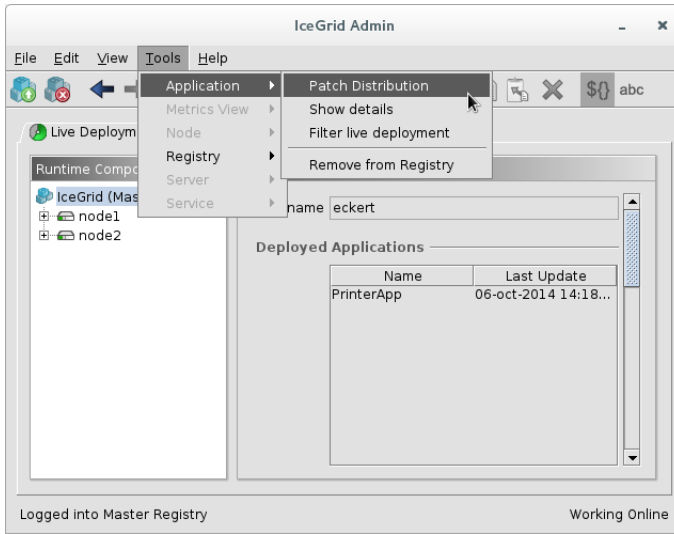 IceGrid Admin
File Edit View Tools Help
${} abc
Application
Metrics View
Node
Registry
Server
Service
Patch Distribution
Show details
Filter live deployment
Remove from Registry
Live Deploym
Runtime Compo
IceGrid (Mas
node1
node2
name eckert
Deployed Applications
Name Last Update
PrinterApp 06-oct-2014 14:18...
Logged into Master Registry Working Online